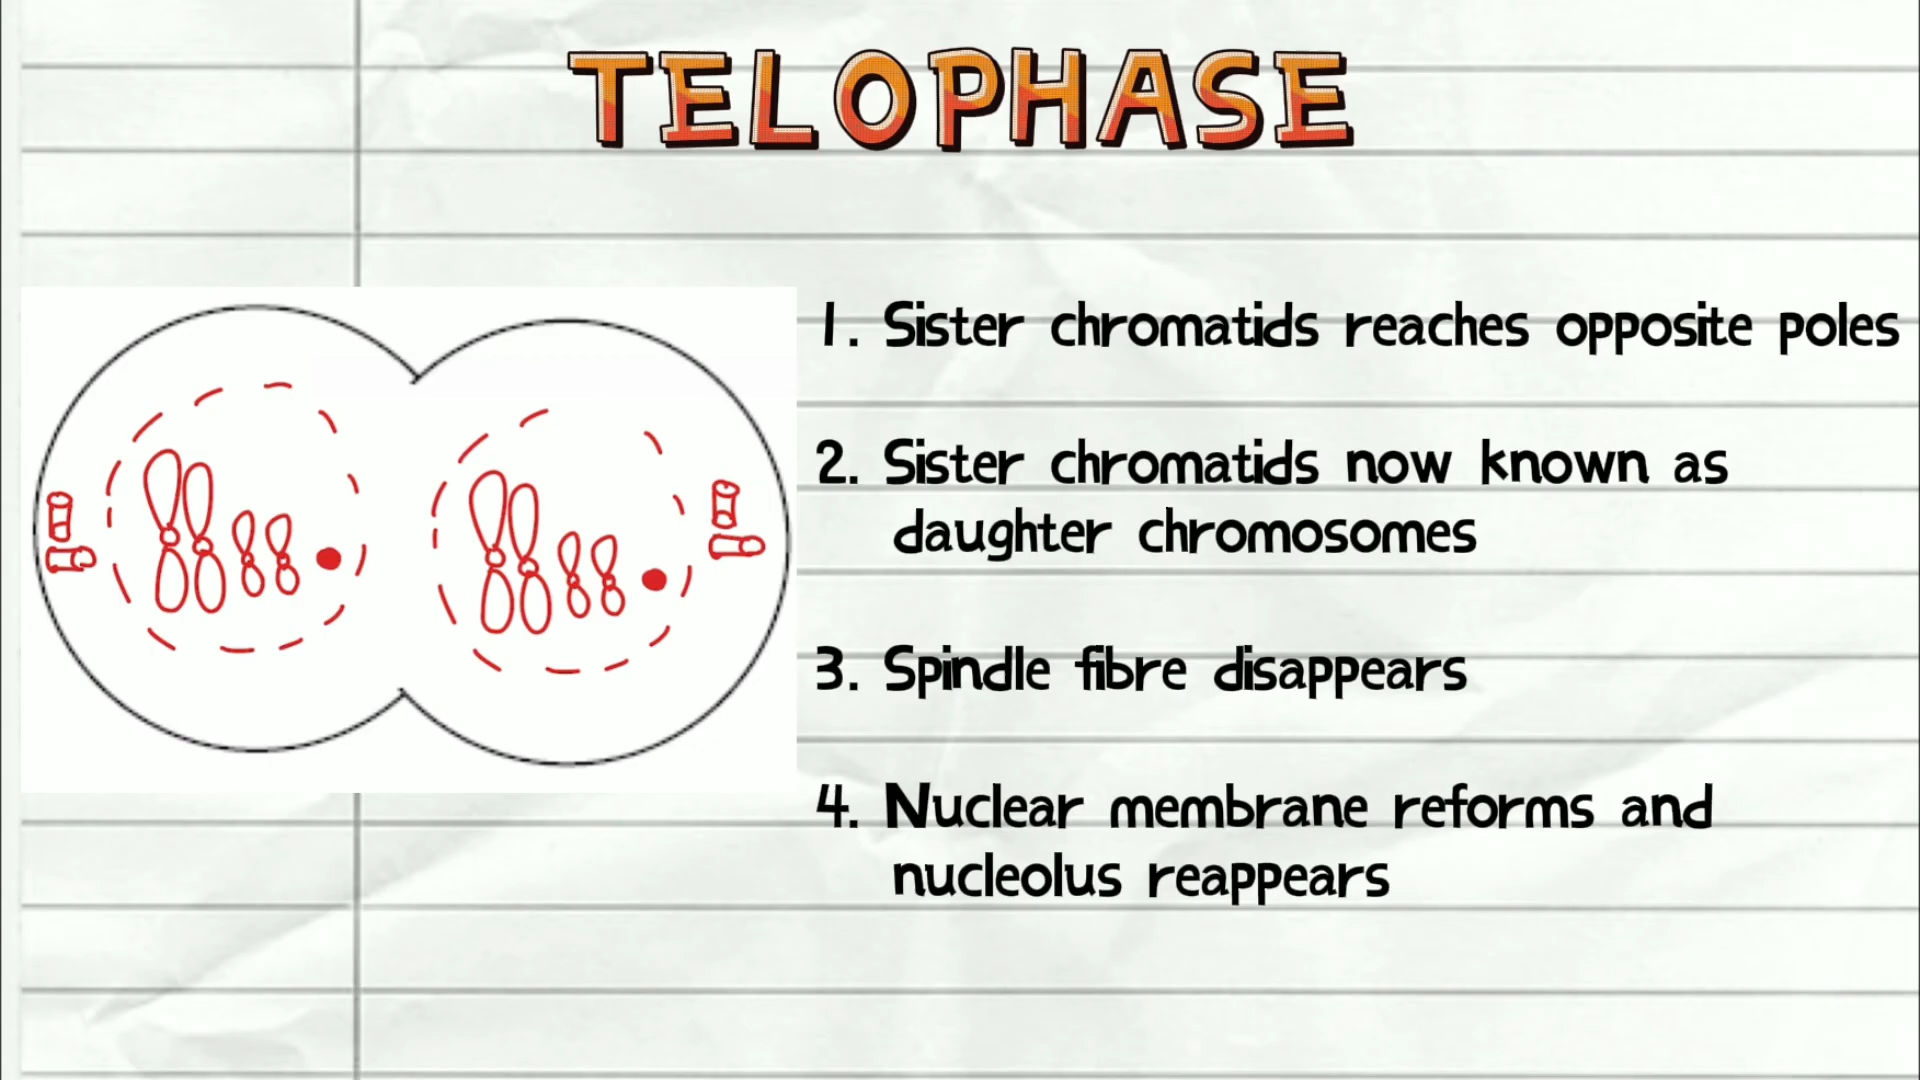 TELOPHASE
1. Sister chromatids reaches opposite poles
2. Sister chromatids now known as
daughter chromosomes
3. Spindle fibre disappears
4. Nuclear membrane reforms and
nucleolus reappears